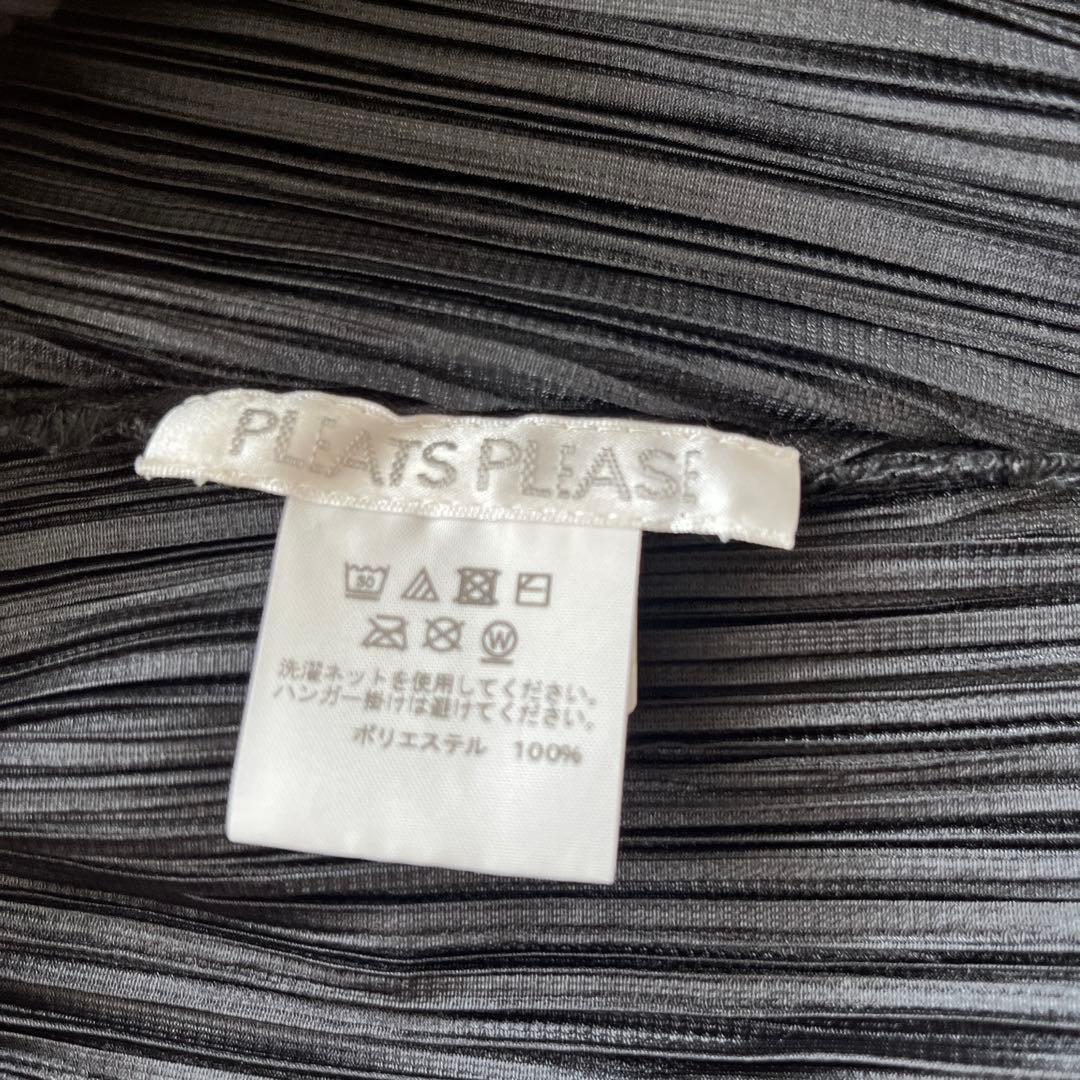 PLEATS PLEASE
30
W
洗濯ネットを使用してください。
ハンガー掛けは避けてください。
ポリエステル 100%